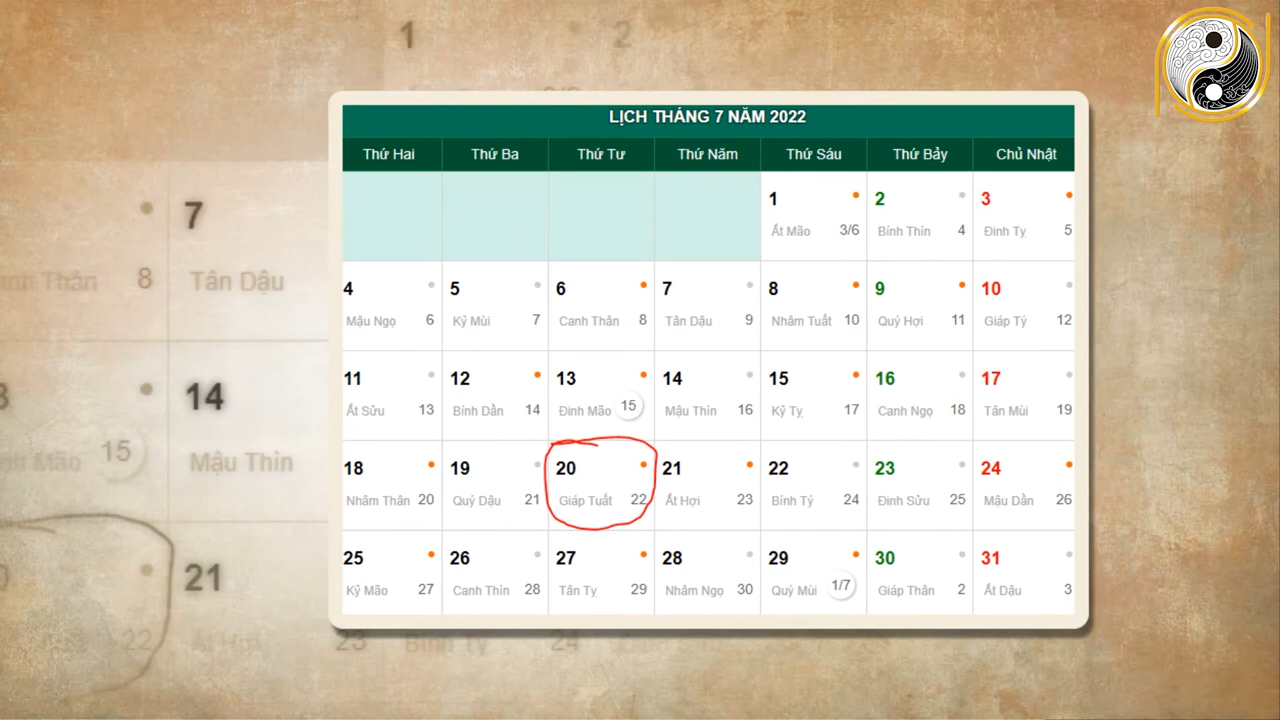 1 2
7
8 Tân Dậu
14
15 Mậu Thìn
21
22 23 Bính Tý 24
LỊCH THÁNG 7 NĂM 2022
Thứ Hai Thứ Ba Thứ Tư Thứ Năm Thứ Sáu Thứ Bảy Chủ Nhật
1 2 3
Ất Mão 3/6 Bính Thìn 4 Đinh Tỵ 5
4 5 6 7 8 9 10
Mậu Ngọ 6 Kỷ Mùi 7 Canh Thân 8 Tân Dậu 9 Nhâm Tuất 10 Quý Hợi 11 Giáp Tý 12
11 12 13 14 15 16 17
Ất Sửu 13 Bính Dần 14 Đinh Mão 15 Mậu Thìn 16 Kỷ Tỵ 17 Canh Ngọ 18 Tân Mùi 19
18 19 20 21 22 23 24
Nhâm Thân 20 Quý Dậu 21 Giáp Tuất 22 Ất Hợi 23 Bính Tý 24 Đinh Sửu 25 Mậu Dần 26
25 26 27 28 29 30 31
Kỷ Mão 27 Canh Thìn 28 Tân Tỵ 29 Nhâm Ngọ 30 Quý Mùi 1/7 Giáp Thân 2 Ất Dậu 3